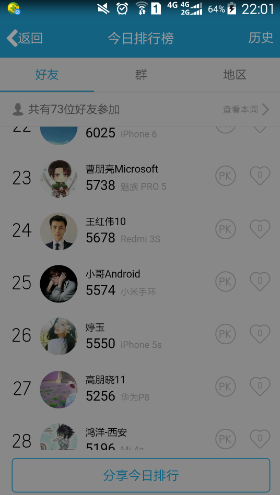 4G 4G 64% 22:01
返回 今日排行榜 历史
好友 群 地区
共有73位好友参加 查看本周
22 6025 iPhone 6 PK 0
曹朋亮Microsoft
23 5738 魅族 PRO 5 PK 0
王红伟10
24 5678 Redmi 3S PK 0
小哥Android
25 5574 小米手环 PK 0
婷玉
26 5550 iPhone 5s PK 0
高朋晓11
27 5256 华为P8 PK 0
鸿洋-西安
28 5196
分享今日排行